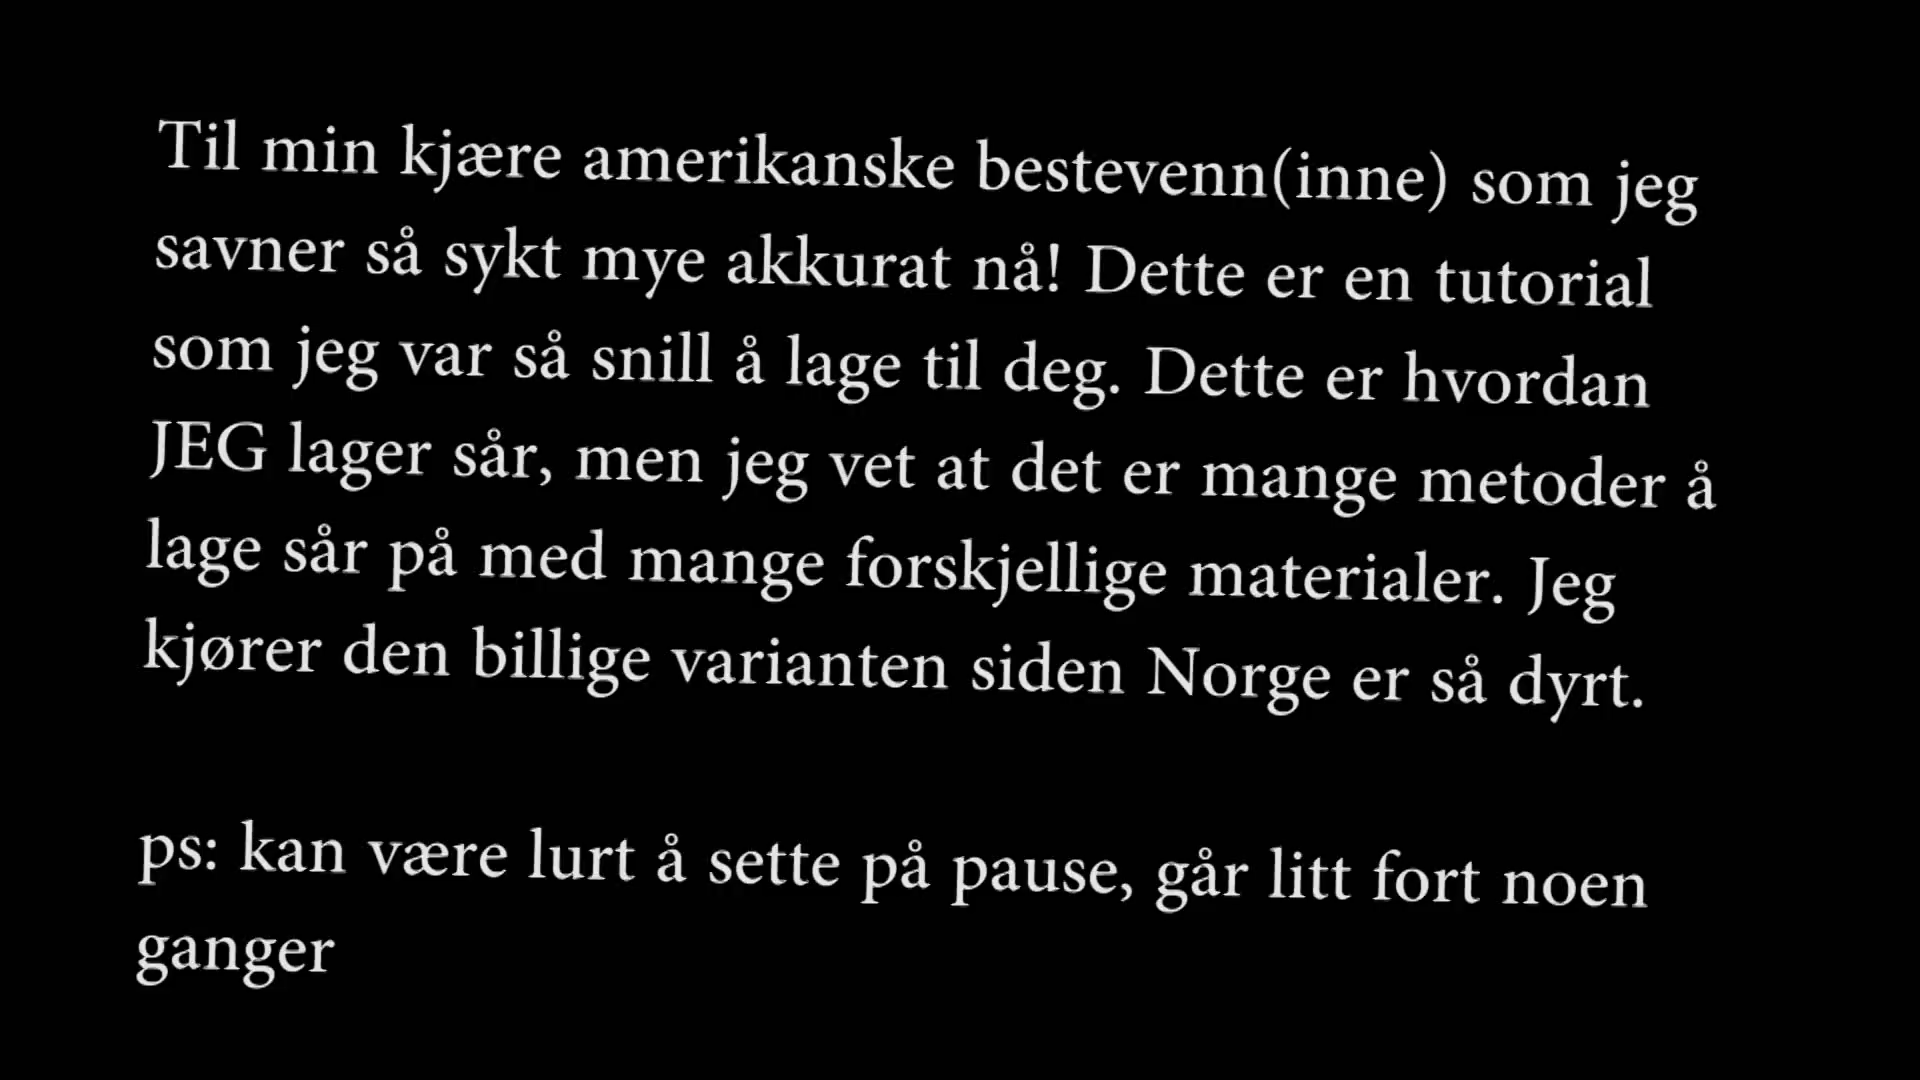 Til min kjære amerikanske bestevenn(inne) som jeg
savner så sykt mye akkurat nå! Dette er en tutorial
som jeg var så snill å lage til deg. Dette er hvordan
JEG lager sår, men jeg vet at det er mange metoder å
lage sår på med mange forskjellige materialer. Jeg
kjører den billige varianten siden Norge er så dyrt.
ps: kan være lurt å sette på pause, går litt fort noen
ganger